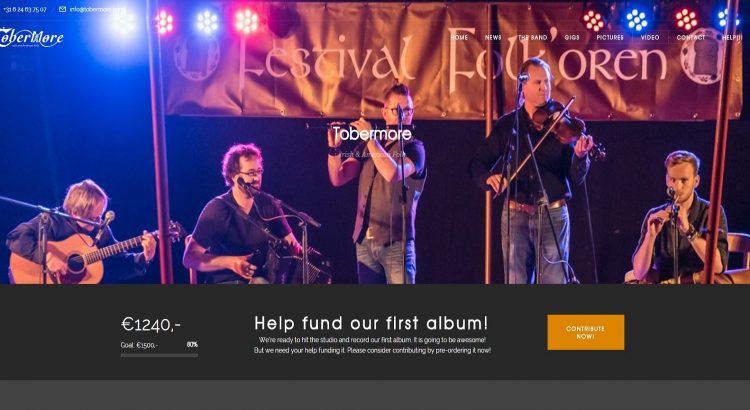 +31 6 24 63 75 07 info@tobermore
Tobermore
HOME NEWS THE BAND GIGS PICTURES VIDEO CONTACT HELP!!!
Festival Folk'oren
Tobermore
Irish & American Folk
€1240,-
Goal: €1500,- 80%
Help fund our first album!
We're ready to hit the studio and record our first album. It is going to be awesome!
But we need your help funding it. Please consider contributing by pre-ordering it now!
CONTRIBUTE
NOW!